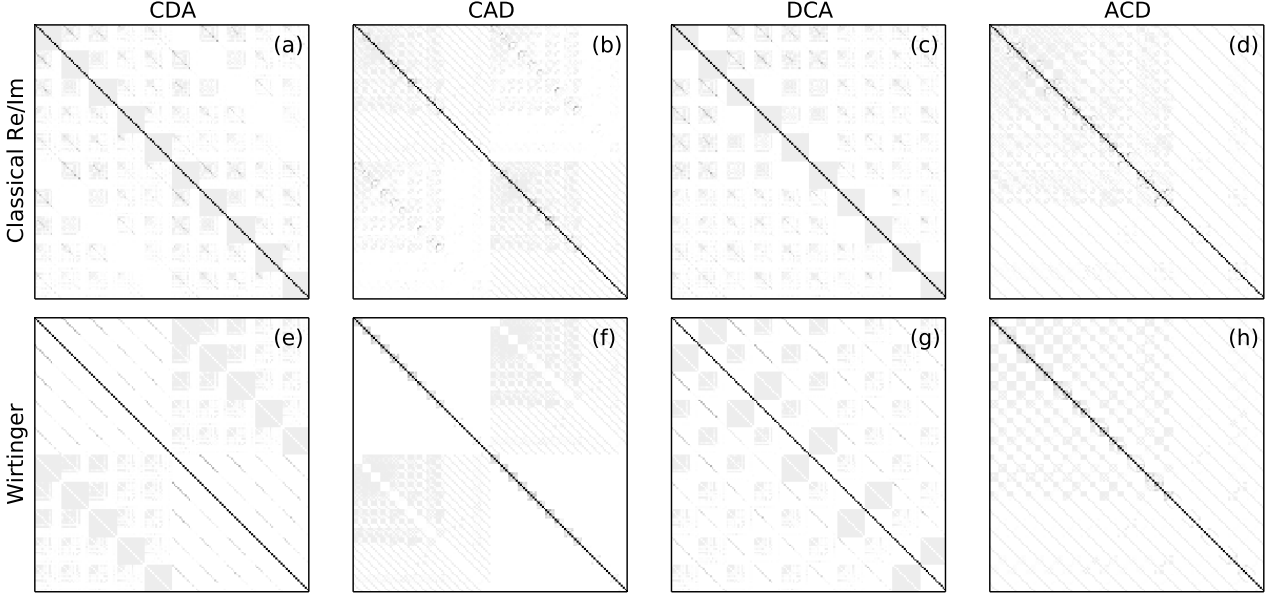 CDA
CAD
DCA
ACD
Classical Re/Im
(a)
(b)
(c)
(d)
Wirtinger
(e)
(f)
(g)
(h)